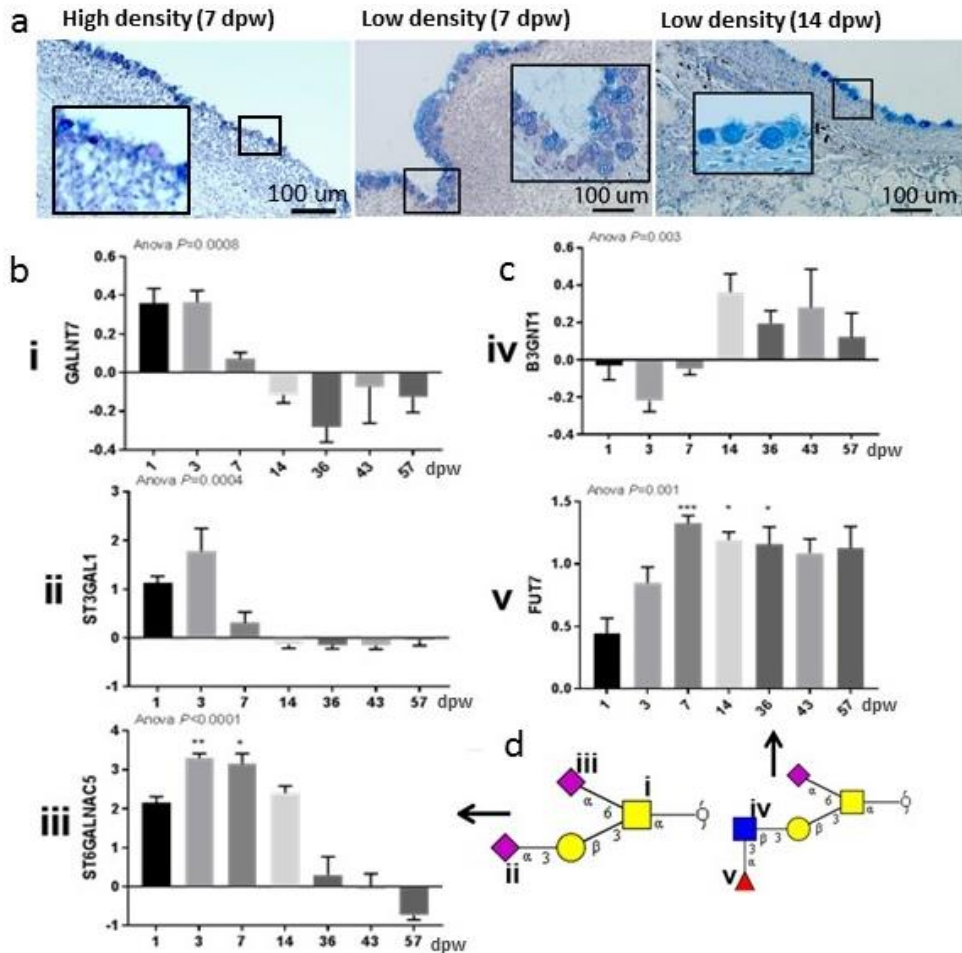 a
High density (7 dpw)
Low density (7 dpw)
Low density (14 dpw)
100 um
100 um
100 um
b
i
Anova P=0.0008
GALNT7
0.6
0.4
0.2
0.0
-0.2
-0.4
1 3 7 14 36 43 57 dpw
ii
Anova P=0.0004
ST3GAL1
3
2
1
0
-1
1 3 7 14 36 43 57 dpw
iii
Anova P<0.0001
ST6GALNAC5
4
3
2
1
0
-1
** *
1 3 7 14 36 43 57 dpw
c
iv
Anova P=0.003
B3GNT1
0.6
0.4
0.2
0.0
-0.2
-0.4
1 3 7 14 36 43 57 dpw
v
Anova P=0.001
FUT7
1.5
1.0
0.5
0.0
*** * *
1 3 7 14 36 43 57 dpw
d
iii
α
6
i
α
3
β
3
α
ii
α
6
α
3
β
3
iv
β
3
α
v